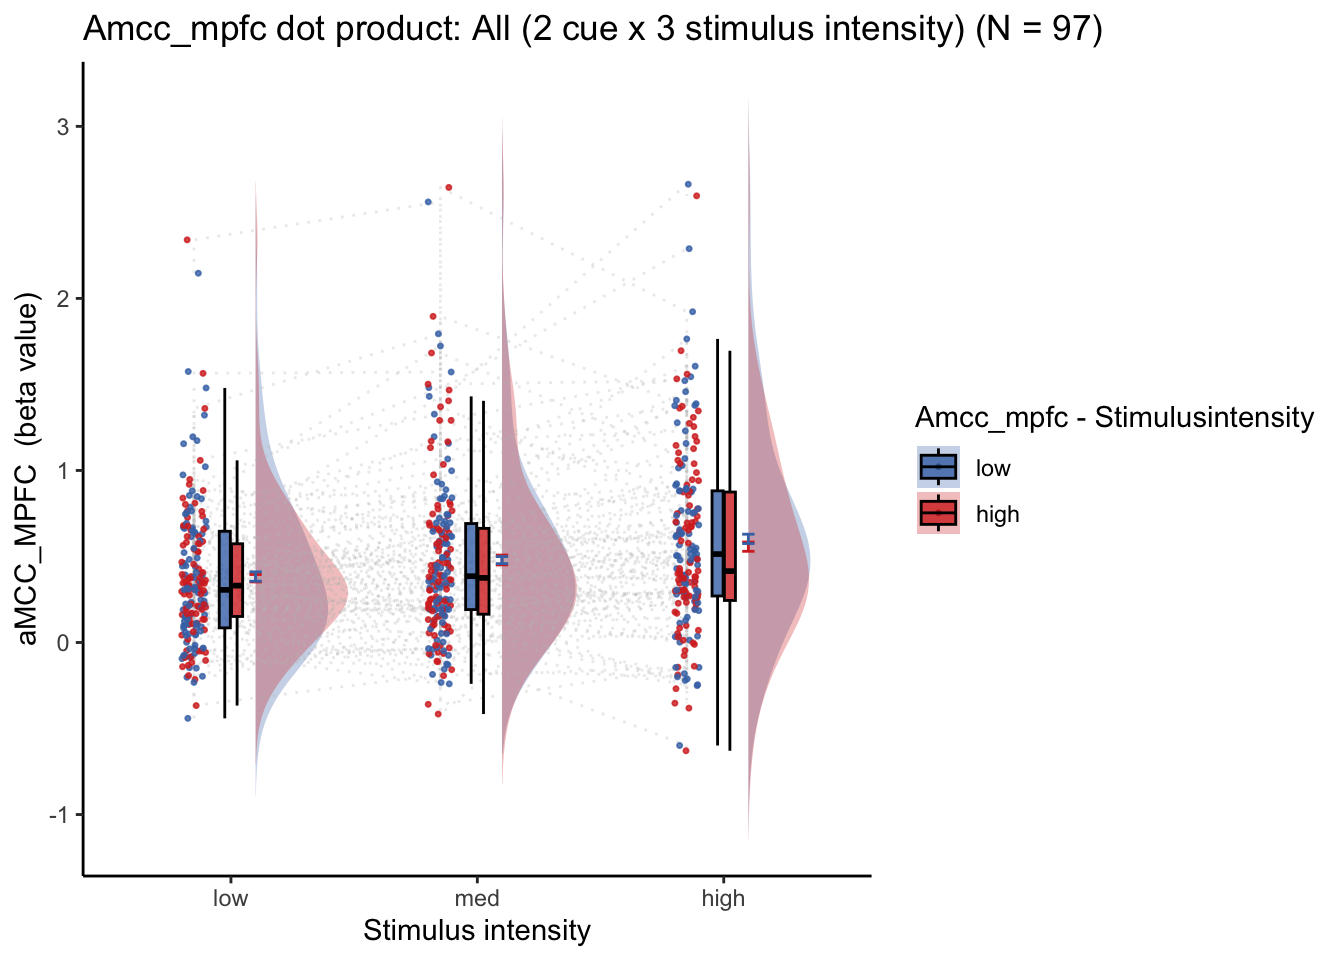 Amcc_mpfc dot product: All (2 cue x 3 stimulus intensity) (N = 97)
aMCC_MPFC  (beta value)
3
2
1
0
-1
low
med
high
Stimulus intensity
Amcc_mpfc - Stimulusintensity
low
high